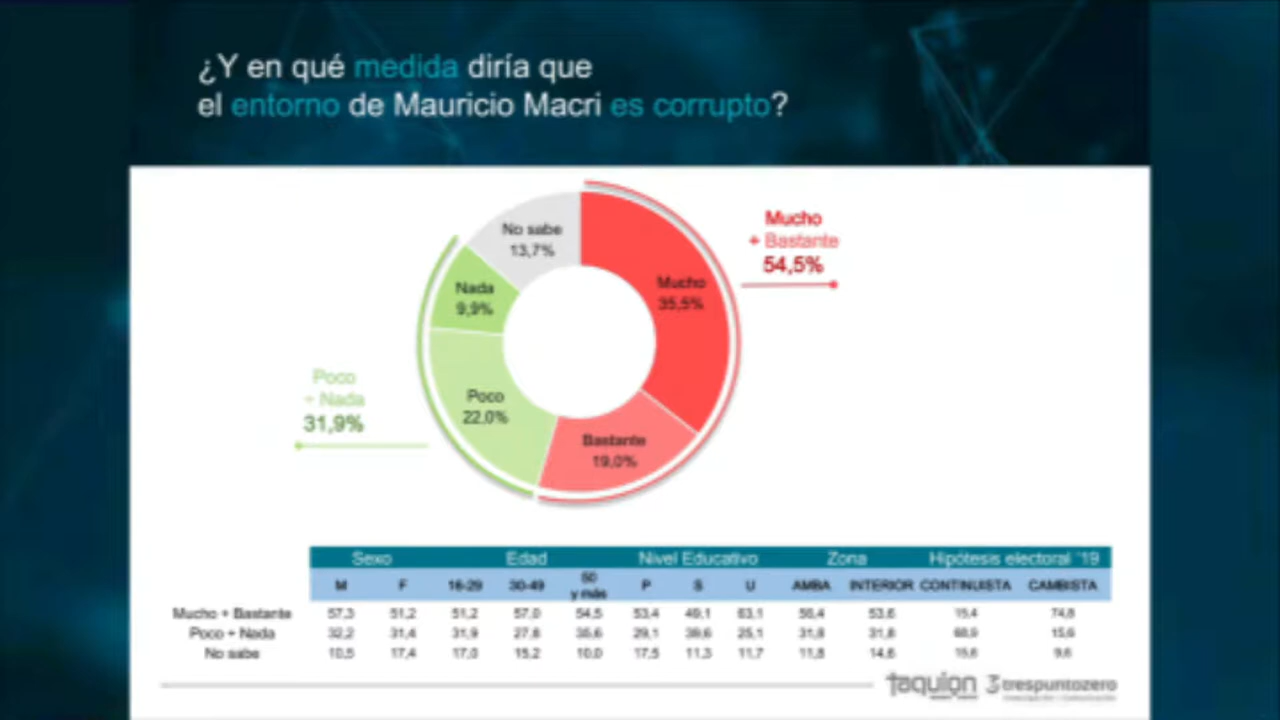 ¿Y en qué medida diría que
el entorno de Mauricio Macri es corrupto?
No sabe
13,7%
Mucho
+ Bastante
54,5%
Mucho
35,5%
Nada
9,9%
Poco
+ Nada
31,9%
Poco
22,0%
Bastante
19,0%
Sexo Edad Nivel Educativo Zona Hipótesis electoral '19
M F 16-29 30-49 50 y más P S U AMBA INTERIOR CONTINUISTA CAMBISTA
Mucho + Bastante 57,3 51,2 51,2 57,0 54,5 53,4 49,1 63,1 56,4 53,6 15,4 74,8
Poco + Nada 32,2 31,4 31,9 27,8 35,6 29,1 39,6 25,1 31,8 31,8 15,6
No sabe 10,5 17,4 17,0 15,2 10,0 17,5 11,3 11,7 11,8 14,6 15,6 9,6
taquion 3 trespuntozero